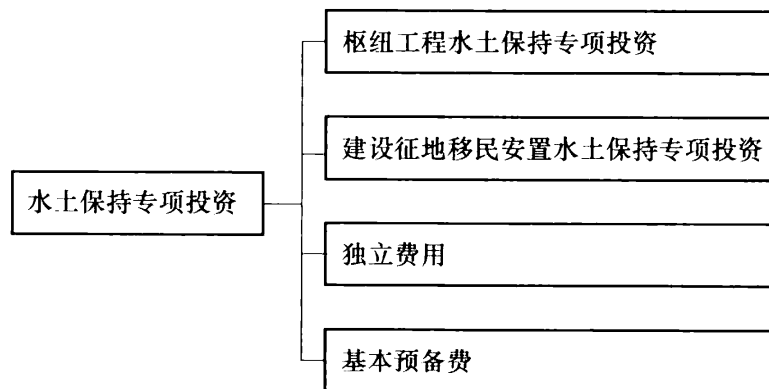 枢纽工程水土保持专项投资
建设征地移民安置水土保持专项投资
水土保持专项投资
独立费用
基本预备费